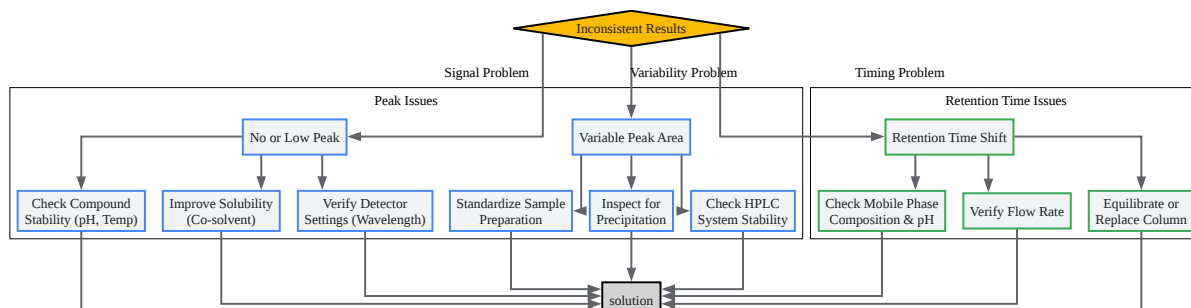 Inconsistent Results
Signal Problem
Variability Problem
Timing Problem
Peak Issues
Retention Time Issues
No or Low Peak
Variable Peak Area
Retention Time Shift
Check Compound
Stability (pH, Temp)
Improve Solubility
(Co-solvent)
Verify Detector
Settings (Wavelength)
Standardize Sample
Preparation
Inspect for
Precipitation
Check HPLC
System Stability
Check Mobile Phase
Composition & pH
Verify Flow Rate
Equilibrate or
Replace Column
solution